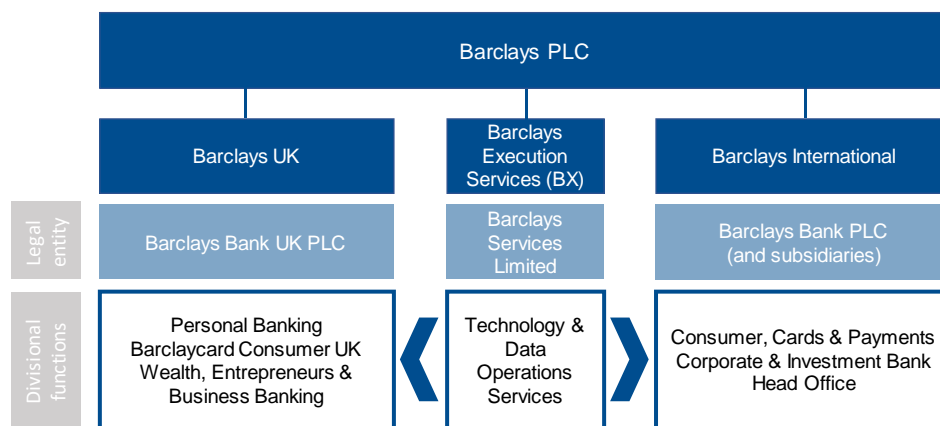 Barclays PLC
Barclays UK
Barclays
Execution
Services (BX)
Barclays International
Legal
entity
Barclays Bank UK PLC
Barclays
Services
Limited
Barclays Bank PLC
(and subsidiaries)
Divisional
functions
Personal Banking
Barclaycard Consumer UK
Wealth, Entrepreneurs &
Business Banking
Technology &
Data
Operations
Services
Consumer, Cards & Payments
Corporate & Investment Bank
Head Office